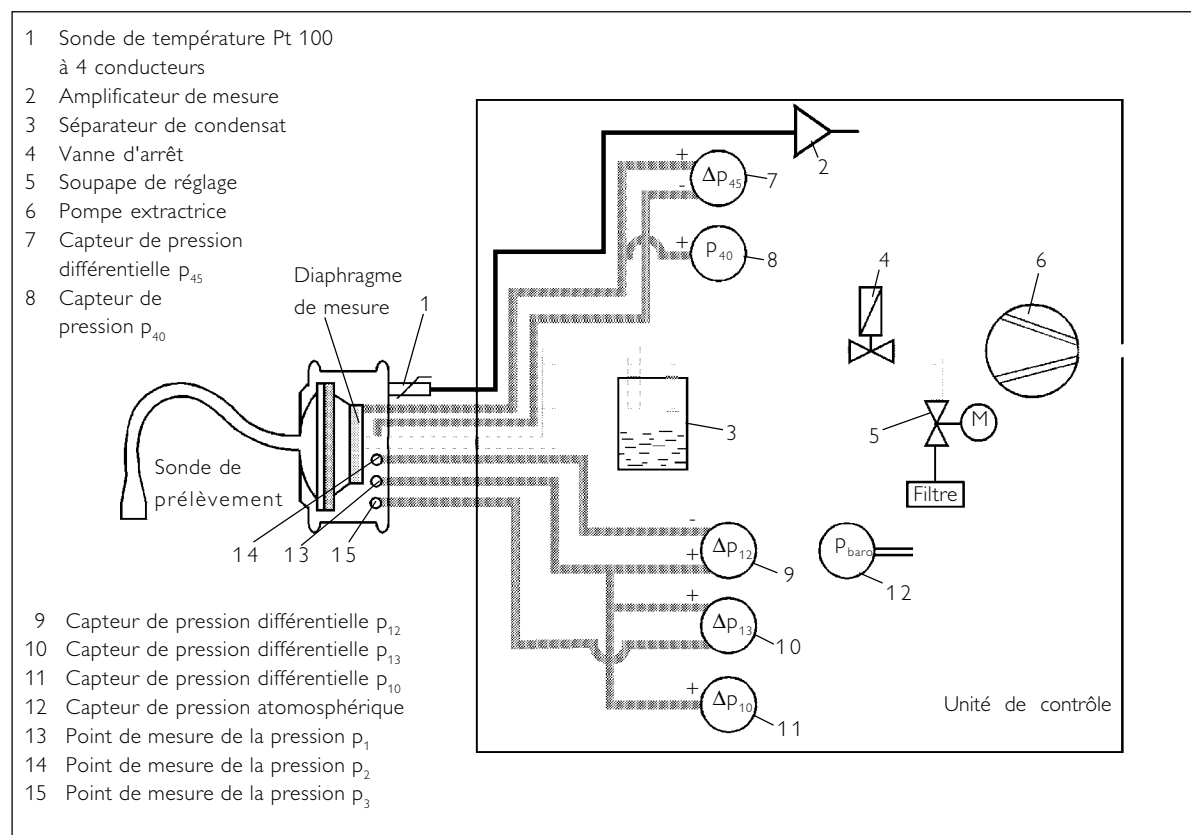 1 Sonde de température Pt 100
à 4 conducteurs
2 Amplificateur de mesure
3 Séparateur de condensat
4 Vanne d'arrêt
5 Soupape de réglage
6 Pompe extractrice
7 Capteur de pression
différentielle p45
8 Capteur de
pression p40
Diaphragme
de mesure
1
+
-
Δp45
7
2
+
p40
8
4
6
3
5
M
Filtre
Sonde de
prélèvement
14
13
15
-
+
Δp12
9
pbaro
12
+
Δp13
10
+
Δp10
11
Unité de contrôle
9 Capteur de pression différentielle p12
10 Capteur de pression différentielle p13
11 Capteur de pression différentielle p10
12 Capteur de pression atomosphérique
13 Point de mesure de la pression p1
14 Point de mesure de la pression p2
15 Point de mesure de la pression p3